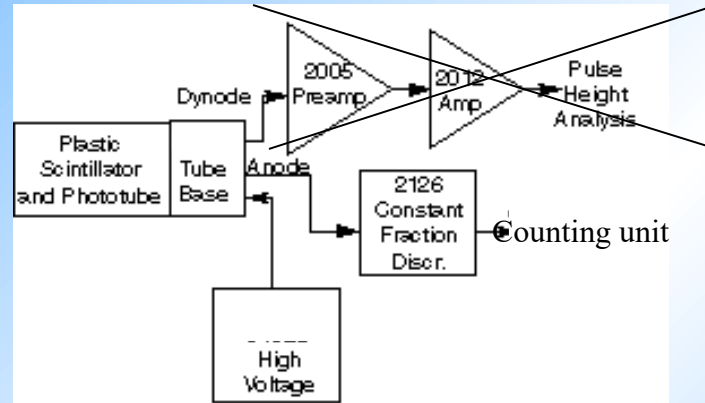 2005
Preamp
2012
Amp
Pulse
Height
Analysis
Dynode
Plastic
Scintillator
and Phototube
Tube
Base
Anode
2126
Constant
Fraction
Discr.
Counting unit
High
Voltage